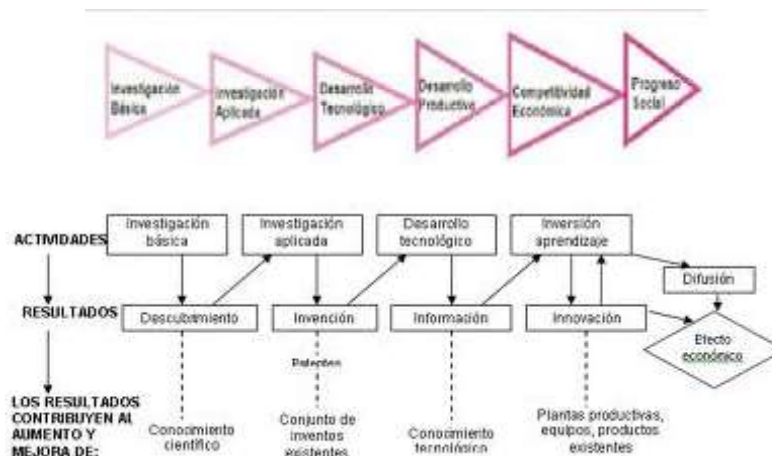 Investigación
Básica
Investigación
Aplicada
Desarrollo
Tecnológico
Desarrollo
Productivo
Competitividad
Económica
Progreso
Social
ACTIVIDADES
Investigación
básica
Investigación
aplicada
Desarrollo
tecnológico
Inversión
aprendizaje
Difusión
RESULTADOS
Descubrimiento
Invención
Información
Innovación
Efecto
económico
Patentes
LOS RESULTADOS
CONTRIBUYEN AL
AUMENTO Y
MEJORA DE:
Conocimiento
científico
Conjunto de
inventos
existentes
Conocimiento
tecnológico
Plantas productivas,
equipos, productos
existentes